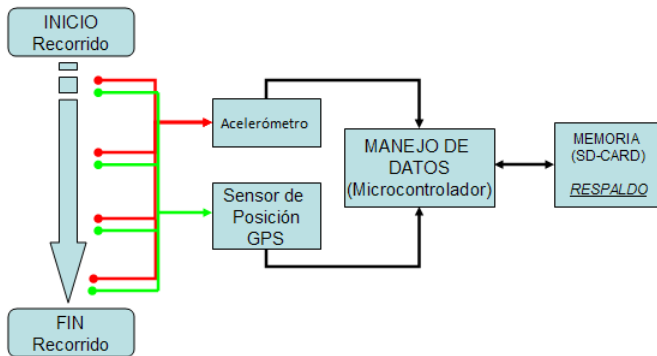 INICIO
Recorrido
Acelerómetro
Sensor de
Posición
GPS
MANEJO DE
DATOS
(Microcontrolador)
MEMORIA
(SD-CARD)
RESPALDO
FIN
Recorrido